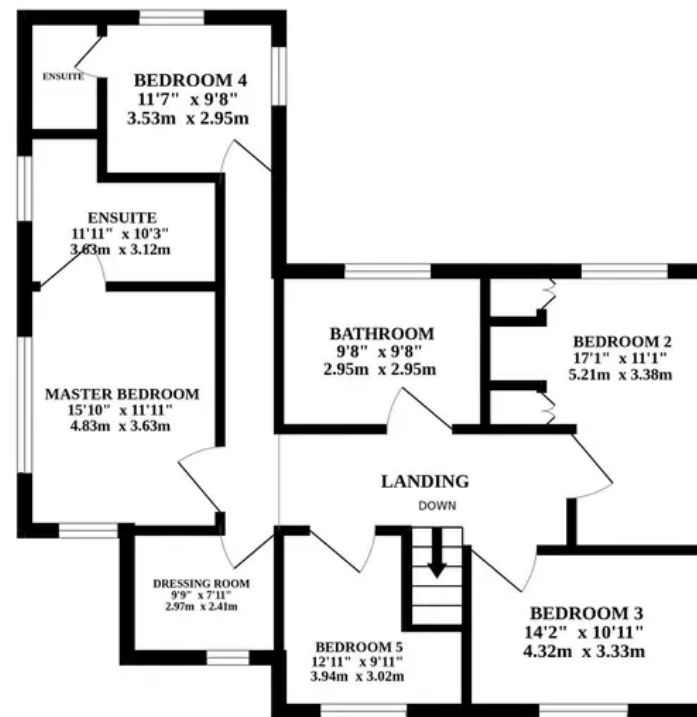 ENSUITE
BEDROOM 4
11'7" x 9'8"
3.53m x 2.95m
ENSUITE
11'11" x 10'3"
3.63m x 3.12m
MASTER BEDROOM
15'10" x 11'11"
4.83m x 3.63m
BATHROOM
9'8" x 9'8"
2.95m x 2.95m
BEDROOM 2
17'1" x 11'1"
5.21m x 3.38m
LANDING
DOWN
DRESSING ROOM
9'9" x 7'11"
2.97m x 2.41m
BEDROOM 5
12'11" x 9'11"
3.94m x 3.02m
BEDROOM 3
14'2" x 10'11"
4.32m x 3.33m